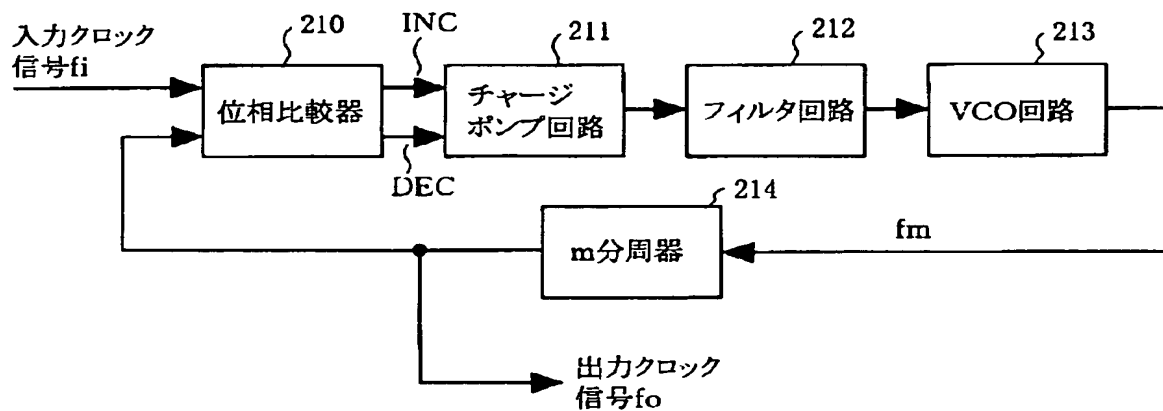 入力クロック
信号fi
210
位相比較器
INC
DEC
211
チャージ
ポンプ回路
212
フィルタ回路
213
VCO回路
214
m分周器
fm
出力クロック
信号fo